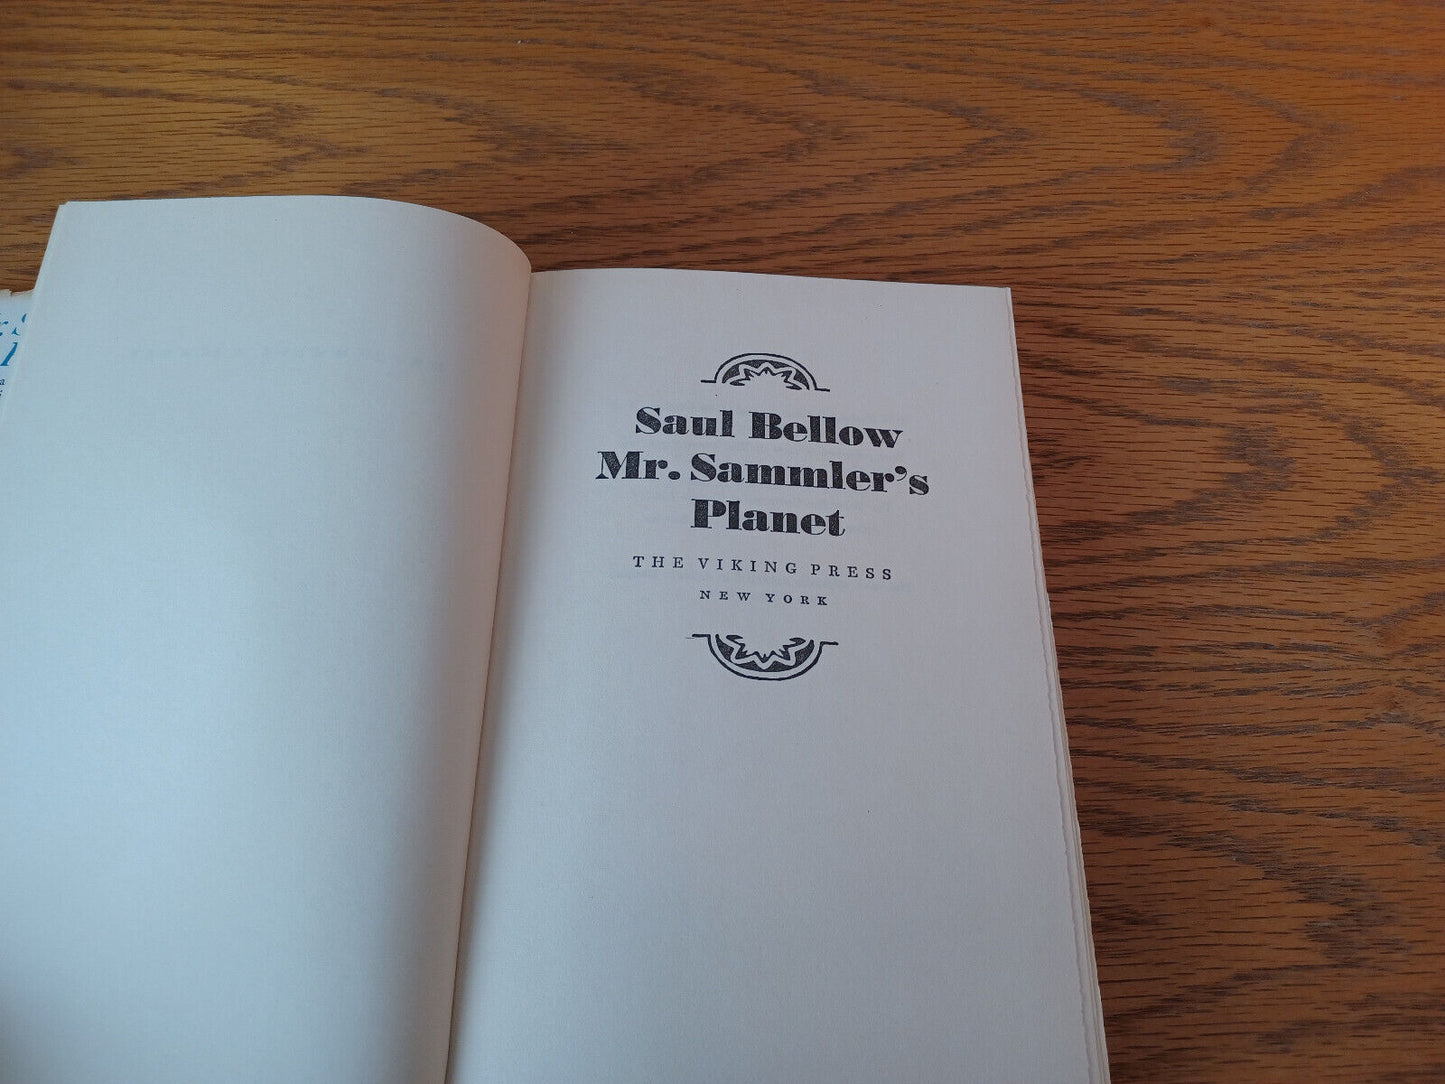 Saul Bellow
Mr. Sammler's
Planet
THE VIKING PRESS
NEW YORK